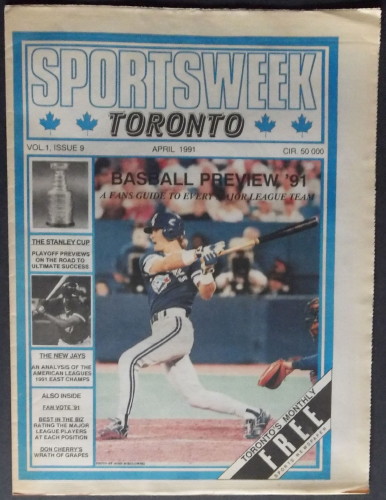 SPORTSWEEK
TORONTO
VOL.1, ISSUE 9 APRIL 1991 CIR. 50 000
BASBALL PREVIEW '91
A FANS GUIDE TO EVERY MAJOR LEAGUE TEAM
THE STANLEY CUP
PLAYOFF PREVIEWS
ON THE ROAD TO
ULTIMATE SUCCESS
THE NEW JAYS
AN ANALYSIS OF THE
AMERICAN LEAGUES
1991 EAST CHAMPS
ALSO INSIDE
FAN VOTE '91
BEST IN THE BIZ
RATING THE MAJOR
LEAGUE PLAYERS
AT EACH POSITION
DON CHERRY'S
WRATH OF GRAPES
TORONTO'S MONTHLY
FREE
SPORTS NEWSPAPER